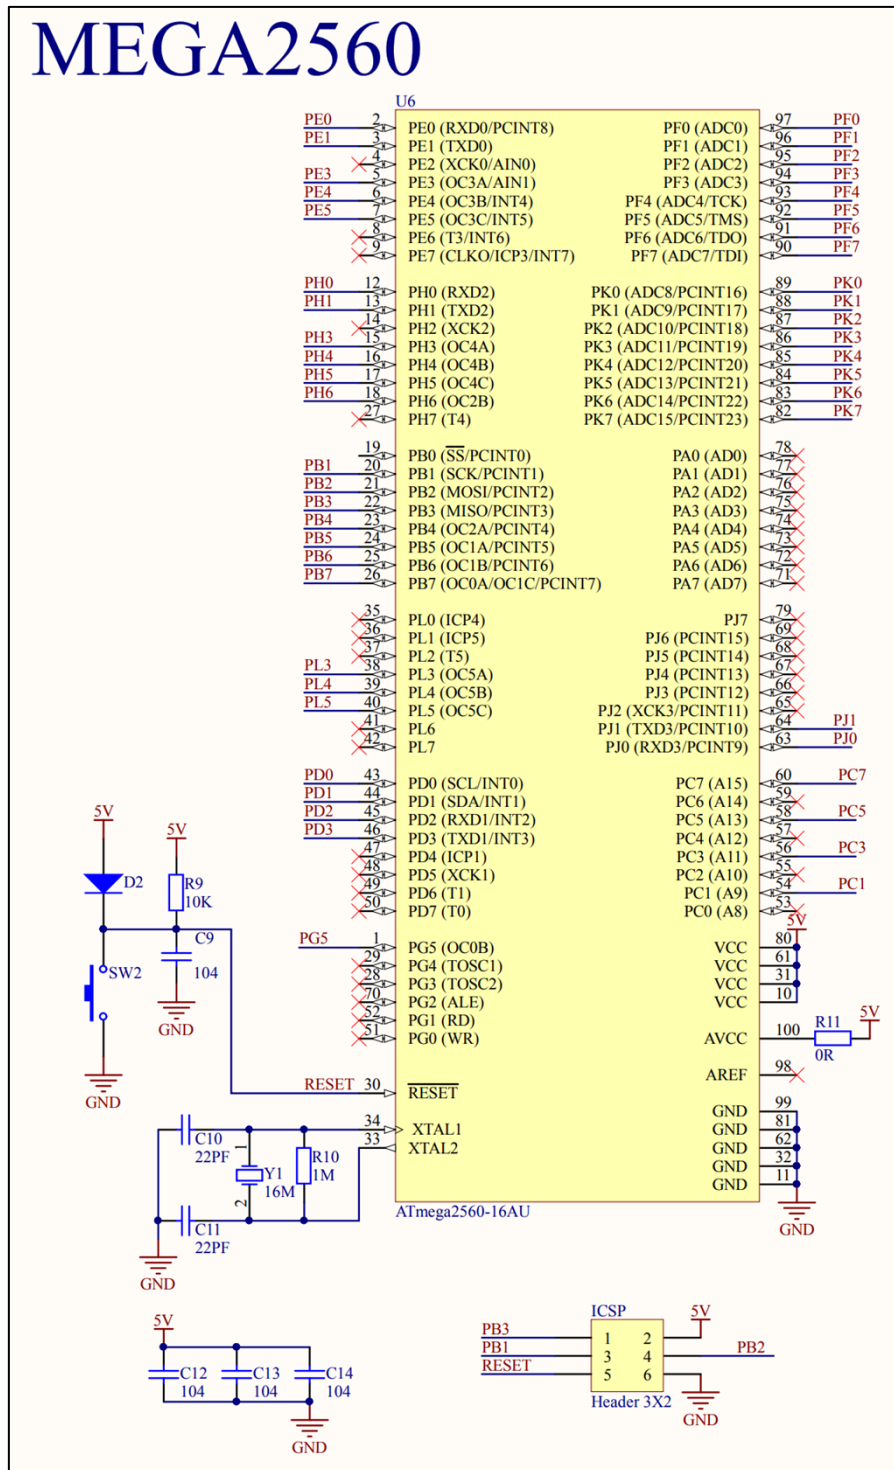 MEGA2560
U6
PE0 2 PE0 (RXD0/PCINT8) PF0 (ADC0) 97 PF0
PE1 3 PE1 (TXD0) PF1 (ADC1) 96 PF1
4 PE2 (XCK0/AIN0) PF2 (ADC2) 95 PF2
PE3 5 PE3 (OC3A/AIN1) PF3 (ADC3) 94 PF3
PE4 6 PE4 (OC3B/INT4) PF4 (ADC4/TCK) 93 PF4
PE5 7 PE5 (OC3C/INT5) PF5 (ADC5/TMS) 92 PF5
8 PE6 (T3/INT6) PF6 (ADC6/TDO) 91 PF6
9 PE7 (CLKO/ICP3/INT7) PF7 (ADC7/TDI) 90 PF7
PH0 12 PH0 (RXD2) PK0 (ADC8/PCINT16) 89 PK0
PH1 13 PH1 (TXD2) PK1 (ADC9/PCINT17) 88 PK1
14 PH2 (XCK2) PK2 (ADC10/PCINT18) 87 PK2
PH3 15 PH3 (OC4A) PK3 (ADC11/PCINT19) 86 PK3
PH4 16 PH4 (OC4B) PK4 (ADC12/PCINT20) 85 PK4
PH5 17 PH5 (OC4C) PK5 (ADC13/PCINT21) 84 PK5
PH6 18 PH6 (OC2B) PK6 (ADC14/PCINT22) 83 PK6
27 PH7 (T4) PK7 (ADC15/PCINT23) 82 PK7
19 PB0 (SS/PCINT0) PA0 (AD0) 78
PB1 20 PB1 (SCK/PCINT1) PA1 (AD1) 77
PB2 21 PB2 (MOSI/PCINT2) PA2 (AD2) 76
PB3 22 PB3 (MISO/PCINT3) PA3 (AD3) 75
PB4 23 PB4 (OC2A/PCINT4) PA4 (AD4) 74
PB5 24 PB5 (OC1A/PCINT5) PA5 (AD5) 73
PB6 25 PB6 (OC1B/PCINT6) PA6 (AD6) 72
PB7 26 PB7 (OC0A/OC1C/PCINT7) PA7 (AD7) 71
35 PL0 (ICP4) PJ7 79
36 PL1 (ICP5) PJ6 (PCINT15) 69
37 PL2 (T5) PJ5 (PCINT14) 68
PL3 38 PL3 (OC5A) PJ4 (PCINT13) 67
PL4 39 PL4 (OC5B) PJ3 (PCINT12) 66
PL5 40 PL5 (OC5C) PJ2 (XCK3/PCINT11) 65
41 PL6 PJ1 (TXD3/PCINT10) 64 PJ1
42 PL7 PJ0 (RXD3/PCINT9) 63 PJ0
PD0 43 PD0 (SCL/INT0) PC7 (A15) 60 PC7
PD1 44 PD1 (SDA/INT1) PC6 (A14) 59
PD2 45 PD2 (RXD1/INT2) PC5 (A13) 58 PC5
PD3 46 PD3 (TXD1/INT3) PC4 (A12) 57
47 PD4 (ICP1) PC3 (A11) 56 PC3
48 PD5 (XCK1) PC2 (A10) 55
49 PD6 (T1) PC1 (A9) 54 PC1
50 PD7 (T0) PC0 (A8) 53
5V
5V
D2
R9
10K
C9
104
SW2
GND
GND
5V
PG5 1 PG5 (OC0B) VCC 80
29 PG4 (TOSC1) VCC 61
28 PG3 (TOSC2) VCC 31
70 PG2 (ALE) VCC 10
52 PG1 (RD)
51 PG0 (WR) AVCC 100 R11 5V
0R
AREF 98
RESET 30 RESET
GND 99
34 XTAL1 GND 81
33 XTAL2 GND 62
GND 32
GND 11
GND
C10
22PF
1
Y1
16M
2
R10
1M
C11
22PF
GND
ATmega2560-16AU
5V
C12
104
C13
104
C14
104
GND
ICSP
5V
PB3 1 2
PB1 3 4 PB2
RESET 5 6
Header 3X2
GND